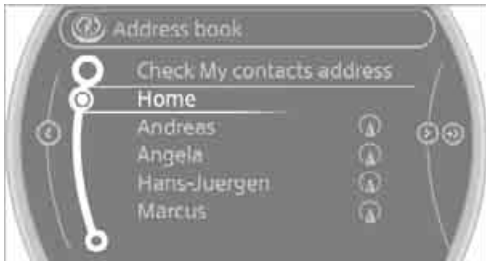 Address book
Check My contacts address
Home
Andreas
Angela
Hans-Juergen
Marcus